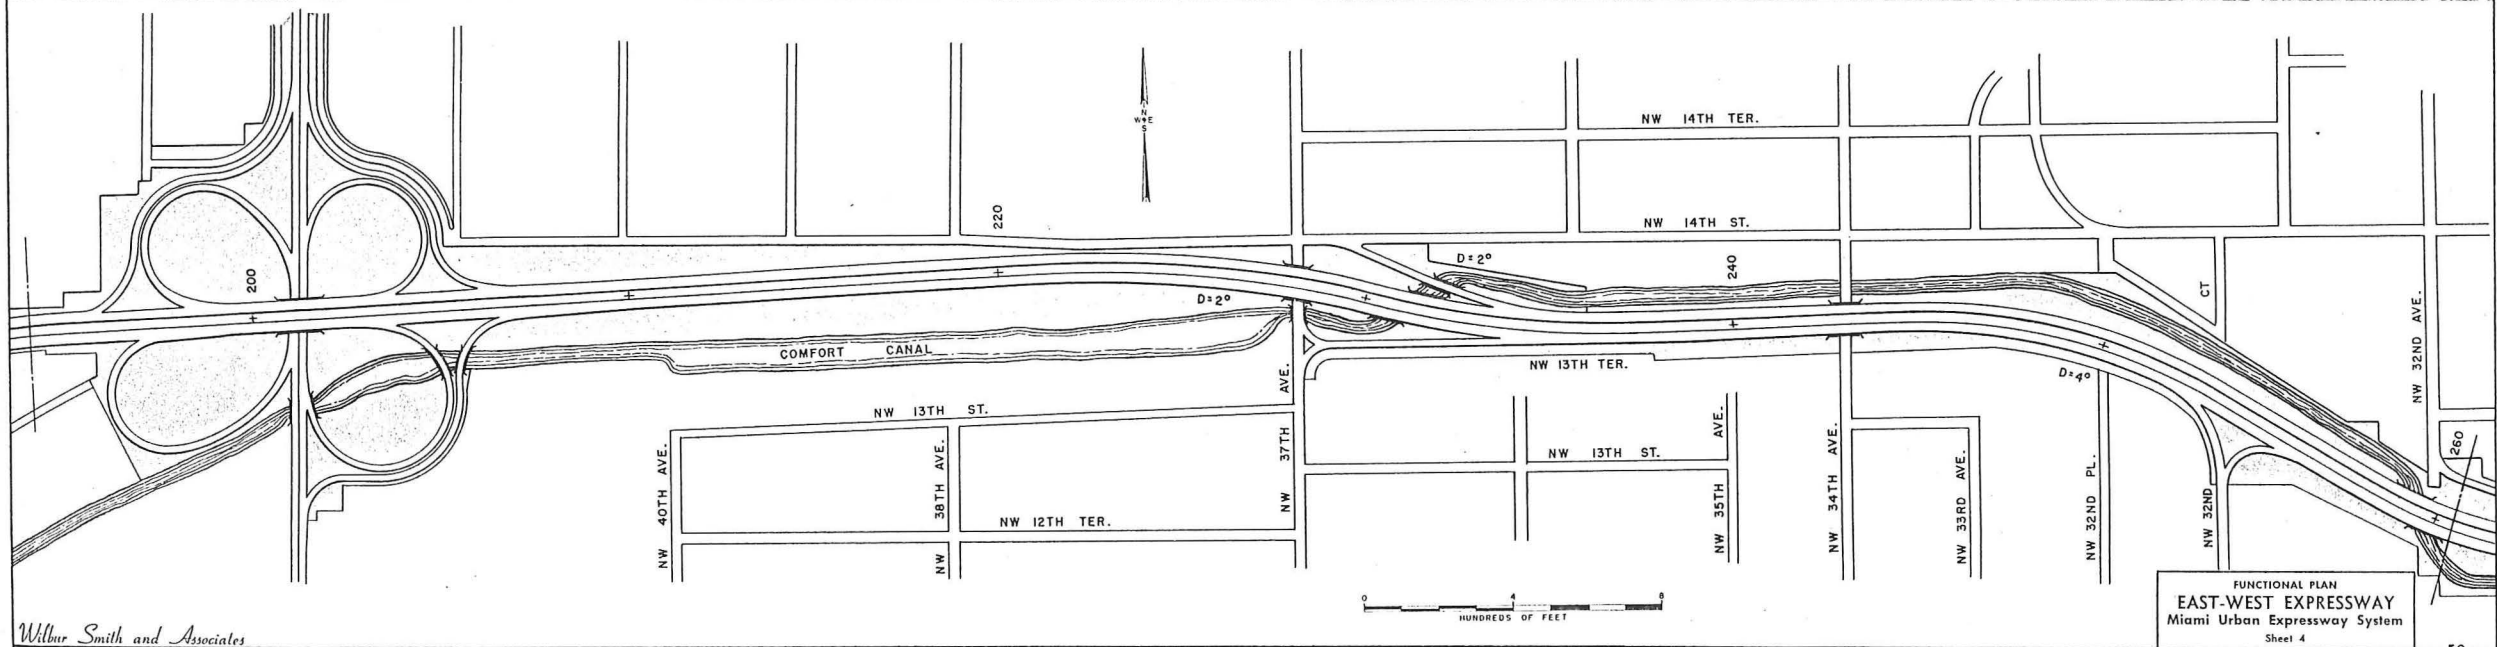 N
W E
S
NW 14TH TER.
NW 14TH ST.
220
200
240
D=2°
D=2°
CT
NW 32ND AVE.
COMFORT CANAL
NW 13TH TER.
D=4°
NW 13TH ST.
NW 37TH AVE.
NW 40TH AVE.
NW 38TH AVE.
NW 12TH TER.
NW 13TH ST.
NW 35TH AVE.
NW 34TH AVE.
NW 33RD AVE.
NW 32ND PL.
NW 32ND
260
0 4 8
HUNDREDS OF FEET
Wilbur Smith and Associates
FUNCTIONAL PLAN
EAST-WEST EXPRESSWAY
Miami Urban Expressway System
Sheet 4